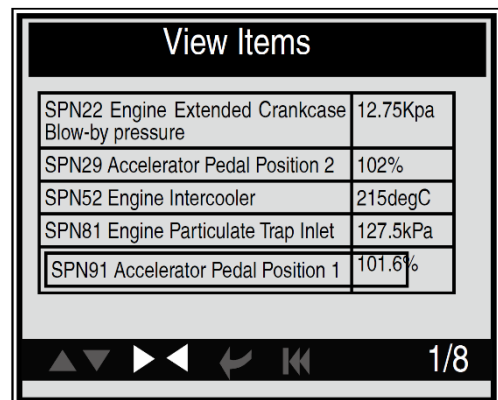 View Items
SPN22 Engine Extended Crankcase 12.75Kpa
Blow-by pressure
SPN29 Accelerator Pedal Position 2 102%
SPN52 Engine Intercooler 215degC
SPN81 Engine Particulate Trap Inlet 127.5kPa
SPN91 Accelerator Pedal Position 1 101.6%
1/8